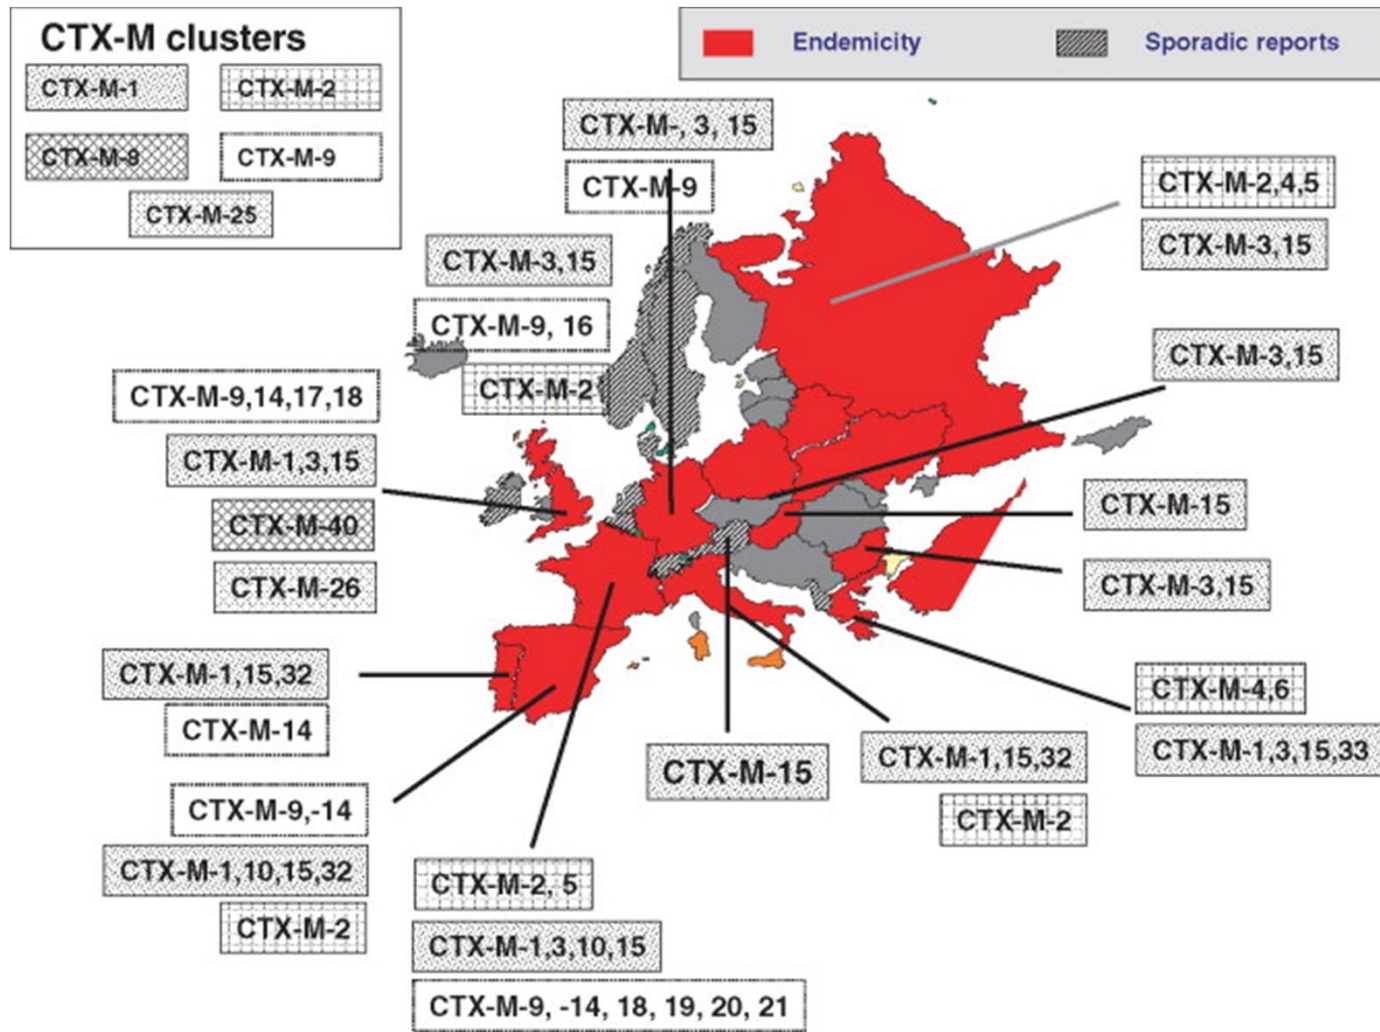 CTX-M clusters
CTX-M-1
CTX-M-2
CTX-M-8
CTX-M-9
CTX-M-25
Endemicity
Sporadic reports
CTX-M-, 3, 15
CTX-M-9
CTX-M-2,4,5
CTX-M-3,15
CTX-M-3,15
CTX-M-9, 16
CTX-M-2
CTX-M-3,15
CTX-M-9,14,17,18
CTX-M-1,3,15
CTX-M-40
CTX-M-26
CTX-M-15
CTX-M-3,15
CTX-M-1,15,32
CTX-M-14
CTX-M-4,6
CTX-M-1,3,15,33
CTX-M-15
CTX-M-1,15,32
CTX-M-2
CTX-M-9,-14
CTX-M-1,10,15,32
CTX-M-2
CTX-M-2, 5
CTX-M-1,3,10,15
CTX-M-9, -14, 18, 19, 20, 21